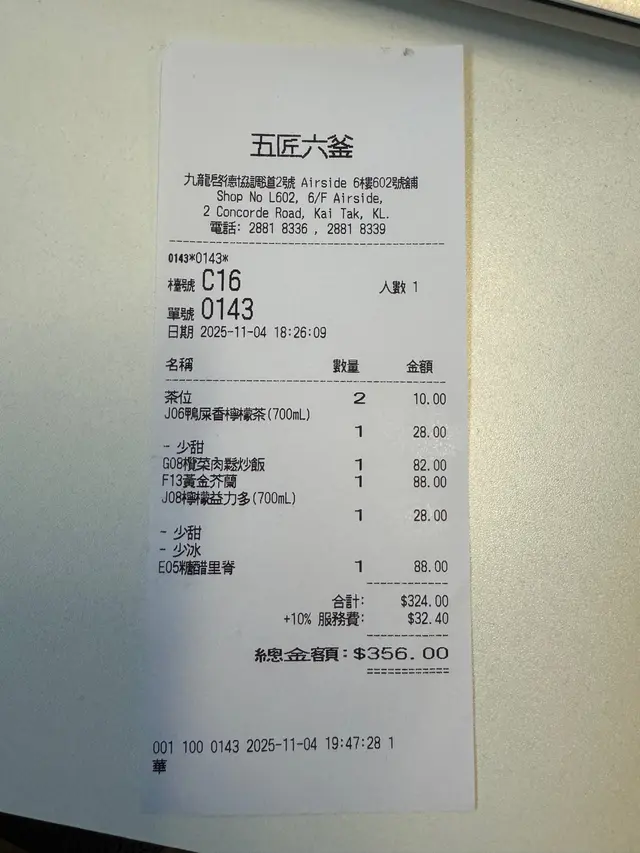 五匠六釜
九龍啓德協調道2號 Airside 6樓602號舖
Shop No L602, 6/F Airside,
2 Concorde Road, Kai Tak, KL.
電話: 2881 8336 , 2881 8339
0143*0143*
檯號 C16 人數 1
單號 0143
日期 2025-11-04 18:26:09
名稱 數量 金額
茶位 2 10.00
J06鴨屎香檸檬茶(700mL)
1 28.00
- 少甜
G08欖菜肉鬆炒飯 1 82.00
F13黃金芥蘭 1 88.00
J08檸檬益力多(700mL)
1 28.00
- 少甜
- 少冰
E05糖醋里脊 1 88.00
合計: $324.00
+10% 服務費: $32.40
總金額: $356.00
001 100 0143 2025-11-04 19:47:28 1
華